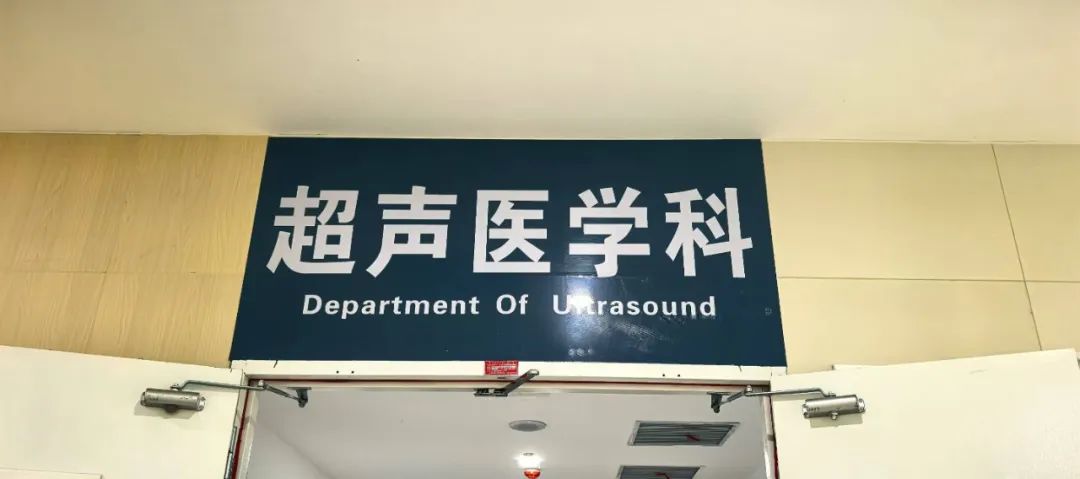 超声医学科
Department Of Ultrasound